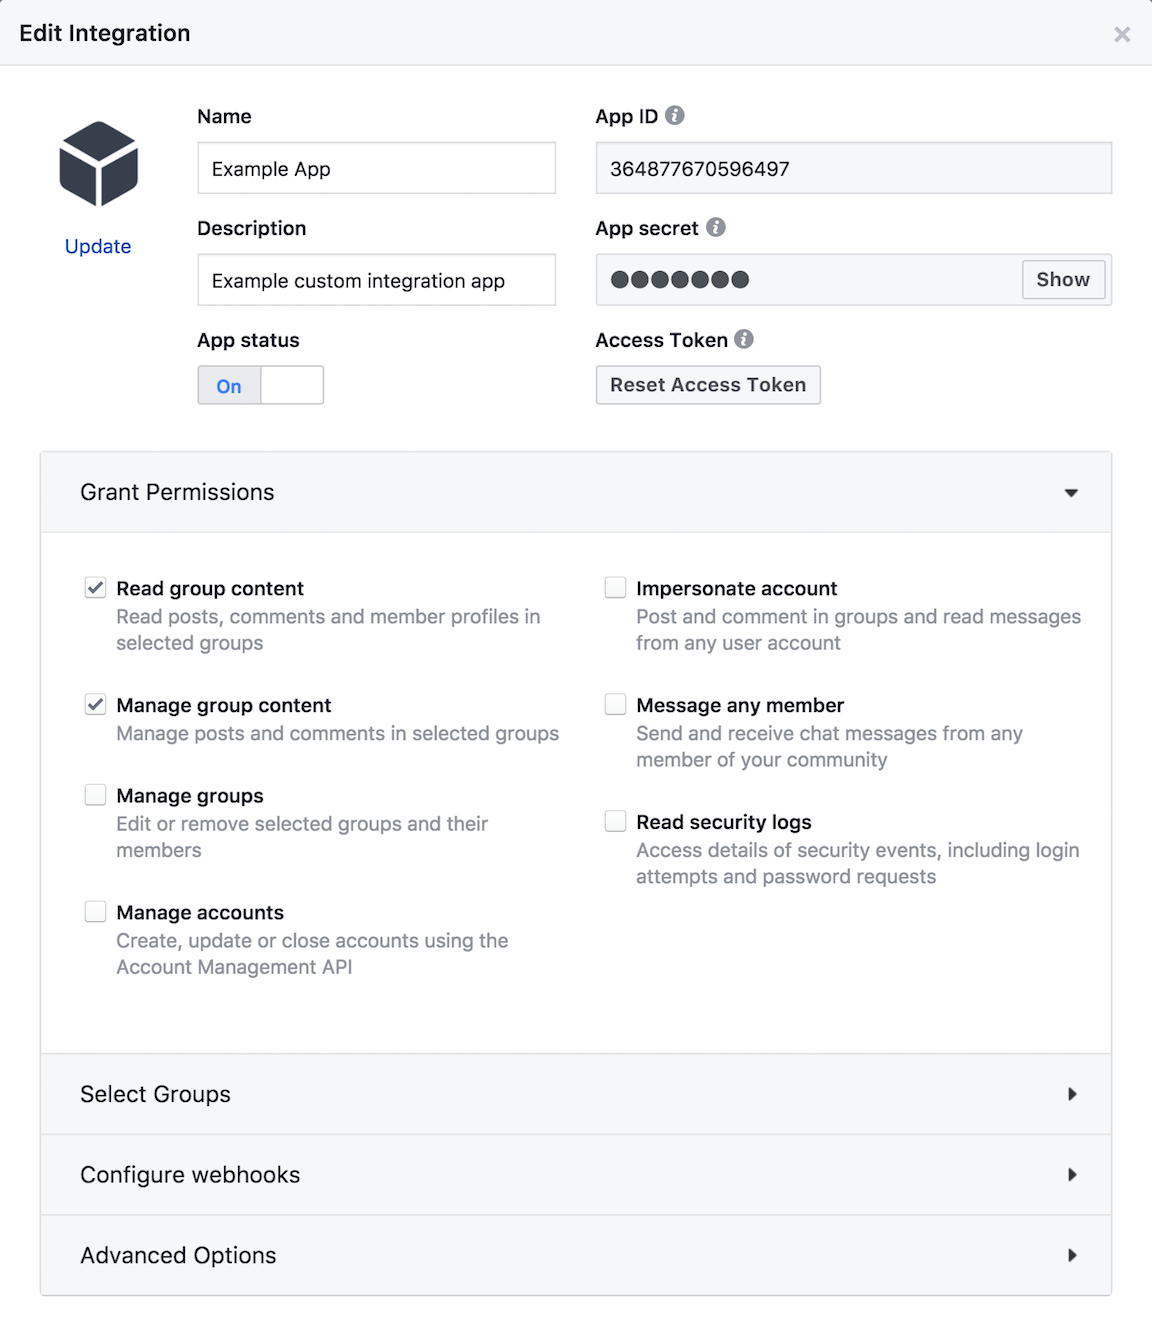 Edit Integration
Name
Example App
Update
Description
Example custom integration app
App status
On
App ID
364877670596497
App secret
Show
Access Token
Reset Access Token
Grant Permissions
Read group content
Read posts, comments and member profiles in
selected groups
Manage group content
Manage posts and comments in selected groups
Manage groups
Edit or remove selected groups and their
members
Manage accounts
Create, update or close accounts using the
Account Management API
Impersonate account
Post and comment in groups and read messages
from any user account
Message any member
Send and receive chat messages from any
member of your community
Read security logs
Access details of security events, including login
attempts and password requests
Select Groups
Configure webhooks
Advanced Options